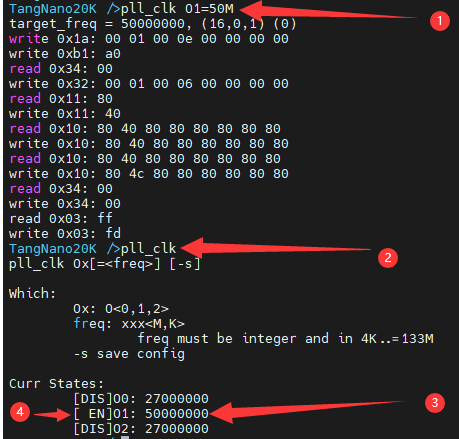 TangNano20K />pll_clk O1=50M
target_freq = 50000000, (16,0,1) (0)
write 0x1a: 00 01 00 0e 00 00 00 00
write 0xb1: a0
read 0x34: 00
write 0x32: 00 01 00 06 00 00 00 00
read 0x11: 80
write 0x11: 40
read 0x10: 80 40 80 80 80 80 80 80
write 0x10: 80 40 80 80 80 80 80 80
read 0x10: 80 40 80 80 80 80 80 80
write 0x10: 80 4c 80 80 80 80 80 80
read 0x34: 00
write 0x34: 00
read 0x03: ff
write 0x03: fd
TangNano20K />pll_clk
pll_clk Ox[=<freq>] [-s]
Which:
Ox: O<0,1,2>
freq: xxx<M,K>
freq must be integer and in 4K..=133M
-s save config
Curr States:
[DIS]O0: 27000000
[ EN]O1: 50000000
[DIS]O2: 27000000
1
2
3
4